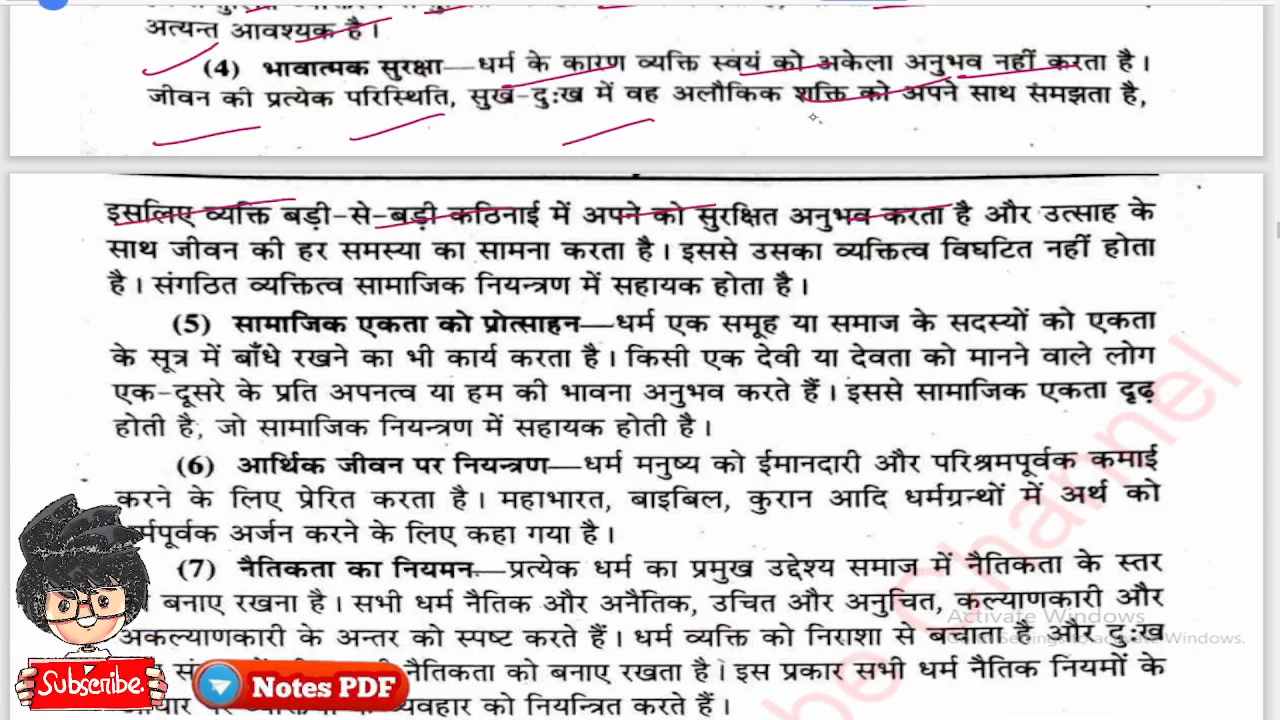 अत्यन्त आवश्यक है।
(4) भावात्मक सुरक्षा—धर्म के कारण व्यक्ति स्वयं को अकेला अनुभव नहीं करता है।
जीवन की प्रत्येक परिस्थिति, सुख-दुःख में वह अलौकिक शक्ति को अपने साथ समझता है,
इसलिए व्यक्ति बड़ी-से-बड़ी कठिनाई में अपने को सुरक्षित अनुभव करता है और उत्साह के
साथ जीवन की हर समस्या का सामना करता है। इससे उसका व्यक्तित्व विघटित नहीं होता
है। संगठित व्यक्तित्व सामाजिक नियन्त्रण में सहायक होता है।
(5) सामाजिक एकता को प्रोत्साहन—धर्म एक समूह या समाज के सदस्यों को एकता
के सूत्र में बाँधे रखने का भी कार्य करता है। किसी एक देवी या देवता को मानने वाले लोग
एक-दूसरे के प्रति अपनत्व या हम की भावना अनुभव करते हैं। इससे सामाजिक एकता दृढ़
होती है, जो सामाजिक नियन्त्रण में सहायक होती है।
(6) आर्थिक जीवन पर नियन्त्रण—धर्म मनुष्य को ईमानदारी और परिश्रमपूर्वक कमाई
करने के लिए प्रेरित करता है। महाभारत, बाइबिल, कुरान आदि धर्मग्रन्थों में अर्थ को
अर्जन करने के लिए कहा गया है।
(7) नैतिकता का नियमन—प्रत्येक धर्म का प्रमुख उद्देश्य समाज में नैतिकता के स्तर
बनाए रखना है। सभी धर्म नैतिक और अनैतिक, उचित और अनुचित, कल्याणकारी और
अकल्याणकारी के अन्तर को स्पष्ट करते हैं। धर्म व्यक्ति को निराशा से बचाता है और दुःख
नैतिकता को बनाए रखता है। इस प्रकार सभी धर्म नैतिक नियमों के
व्यवहार को नियन्त्रित करते हैं।
Channel
Activate Windows
to activate Windows.
Subscribe.
Notes PDF